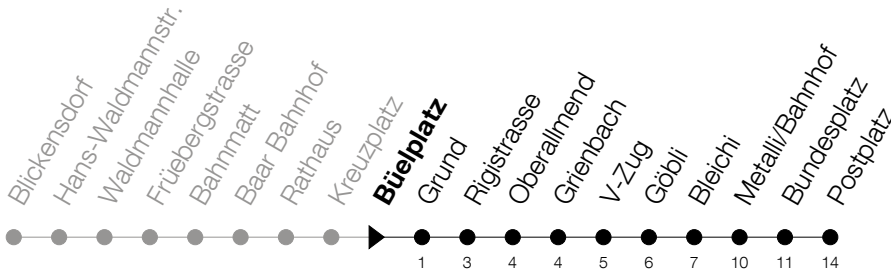 Blickensdorf
Hans-Waldmannstr.
Waldmannhalle
Früebergstrasse
Bahnmatt
Baar Bahnhof
Rathaus
Kreuzplatz
Büelplatz
Grund
Rigistrasse
Oberallmend
Grienbach
V-Zug
Göbli
Bleichi
Metalli/Bahnhof
Bundesplatz
Postplatz
1 3 4 4 5 6 7 10 11 14